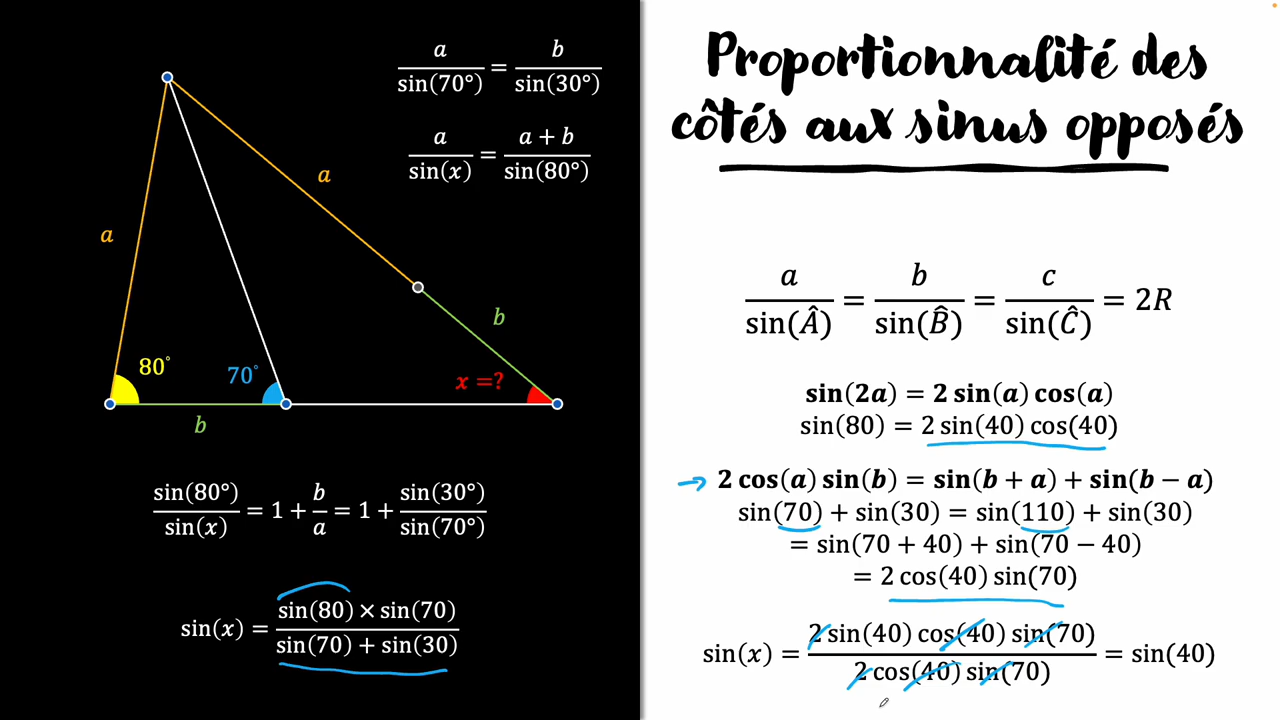 a/sin(70°) = b/sin(30°)
a/sin(x) = (a + b)/sin(80°)
a
a
b
80°
70°
x =?
b
sin(80°)/sin(x) = 1 + b/a = 1 + sin(30°)/sin(70°)
sin(x) = (sin(80) × sin(70))/(sin(70) + sin(30))
Proportionnalité des
côtés aux sinus opposés
a/sin(Â) = b/sin(B̂) = c/sin(Ĉ) = 2R
sin(2a) = 2 sin(a) cos(a)
sin(80) = 2 sin(40) cos(40)
→ 2 cos(a) sin(b) = sin(b + a) + sin(b − a)
sin(70) + sin(30) = sin(110) + sin(30)
= sin(70 + 40) + sin(70 − 40)
= 2 cos(40) sin(70)
sin(x) = (2 sin(40) cos(40) sin(70))/(2 cos(40) sin(70)) = sin(40)